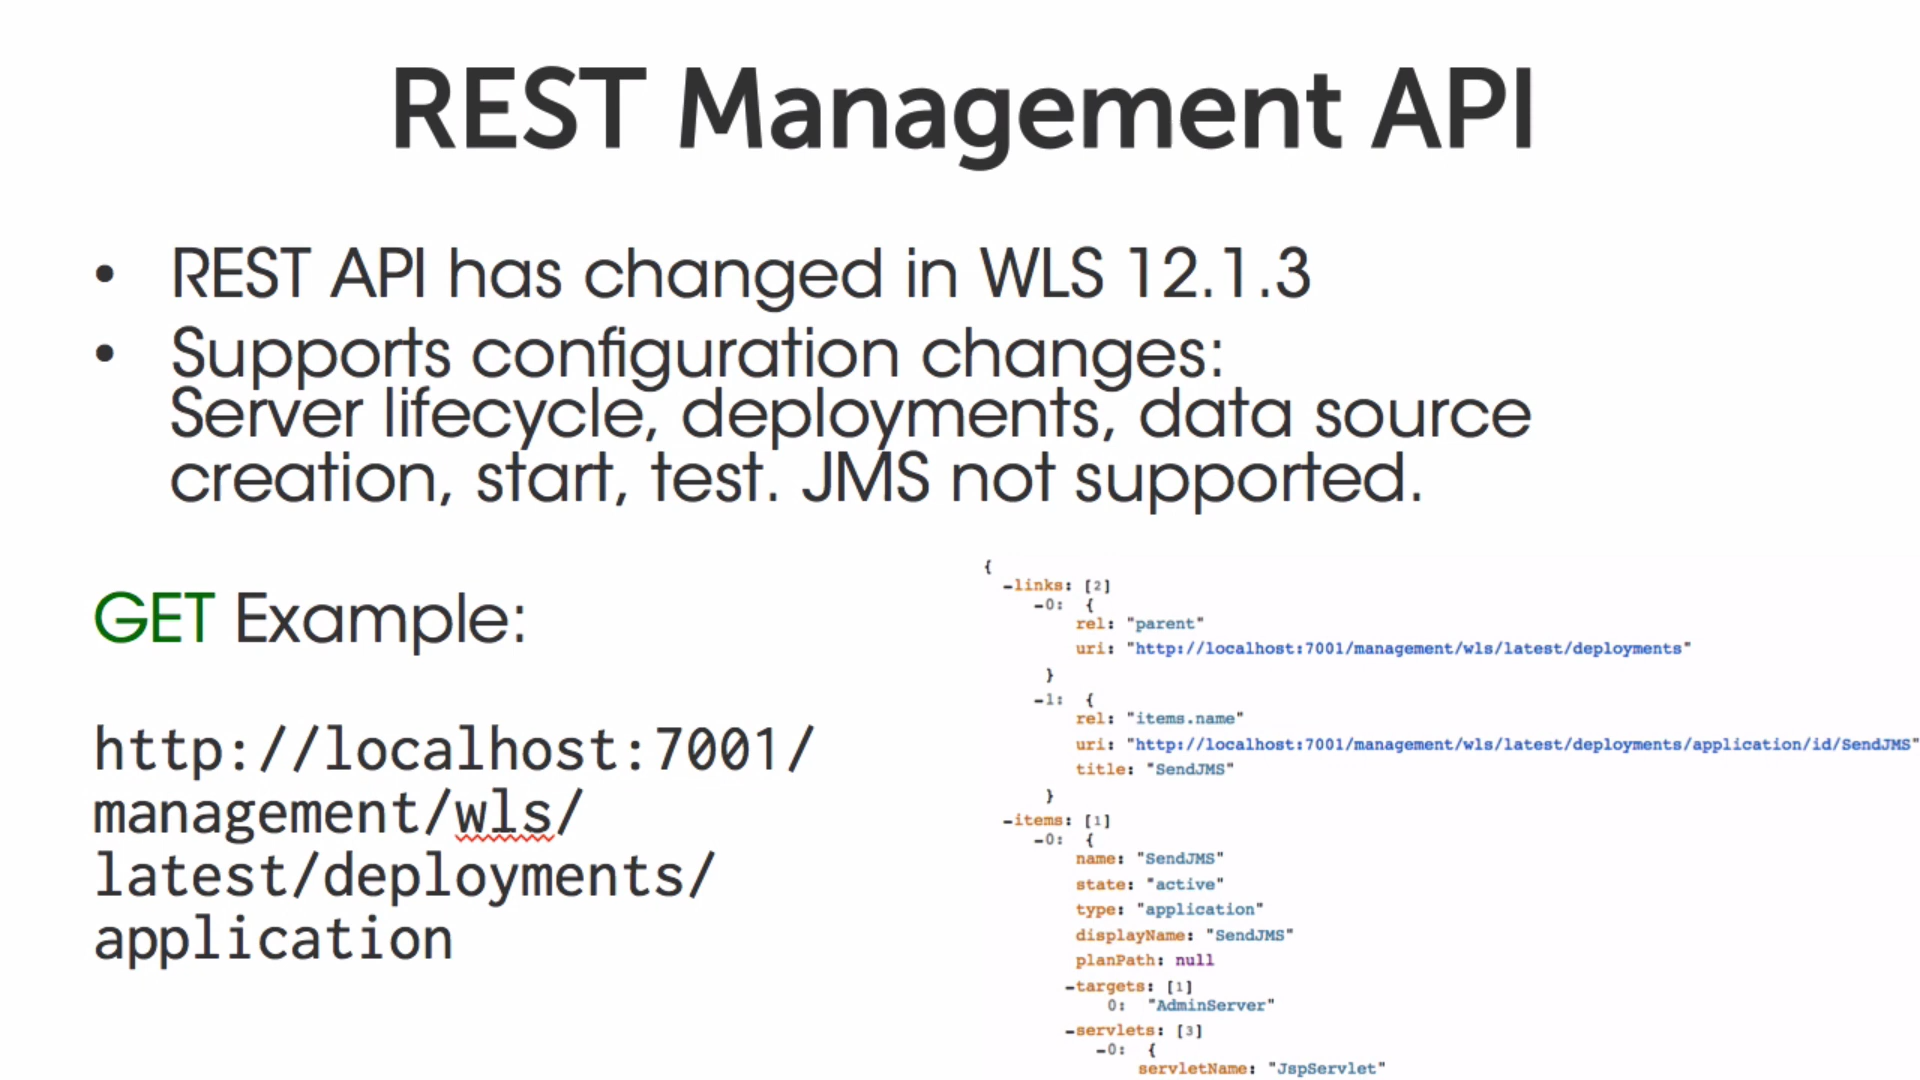 REST Management API
• REST API has changed in WLS 12.1.3
• Supports configuration changes:
Server lifecycle, deployments, data source
creation, start, test. JMS not supported.
GET Example:
http://localhost:7001/
management/wls/
latest/deployments/
application
{
-links: [2]
-0: {
rel: "parent"
uri: "http://localhost:7001/management/wls/latest/deployments"
}
-1: {
rel: "items.name"
uri: "http://localhost:7001/management/wls/latest/deployments/application/id/SendJMS"
title: "SendJMS"
}
-items: [1]
-0: {
name: "SendJMS"
state: "active"
type: "application"
displayName: "SendJMS"
planPath: null
-targets: [1]
0: "AdminServer"
-servlets: [3]
-0: {
servletName: "JspServlet"